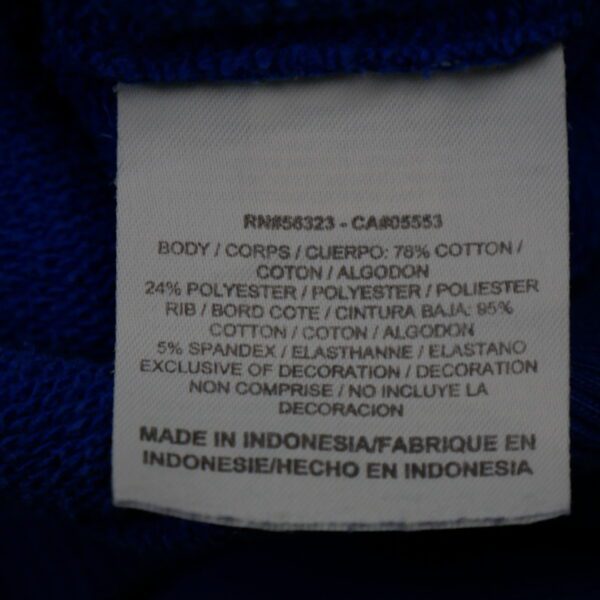 RN#56323 - CA#05553
BODY / CORPS / CUERPO: 76% COTTON /
COTON / ALGODON
24% POLYESTER / POLYESTER / POLIESTER
RIB / BORD COTE / CINTURA BAJA: 95%
COTTON / COTON / ALGODON
5% SPANDEX / ELASTHANNE / ELASTANO
EXCLUSIVE OF DECORATION / DECORATION
NON COMPRISE / NO INCLUYE LA
DECORACION
MADE IN INDONESIA/FABRIQUE EN
INDONESIE/HECHO EN INDONESIA